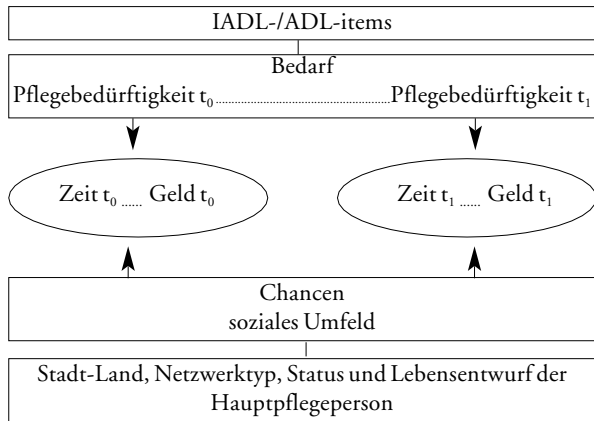 IADL-/ADL-items
Bedarf
Pflegebedürftigkeit t₀ ........................................ Pflegebedürftigkeit t₁
Zeit t₀ ...... Geld t₀ Zeit t₁ ...... Geld t₁
Chancen
soziales Umfeld
Stadt-Land, Netzwerktyp, Status und Lebensentwurf der
Hauptpflegeperson